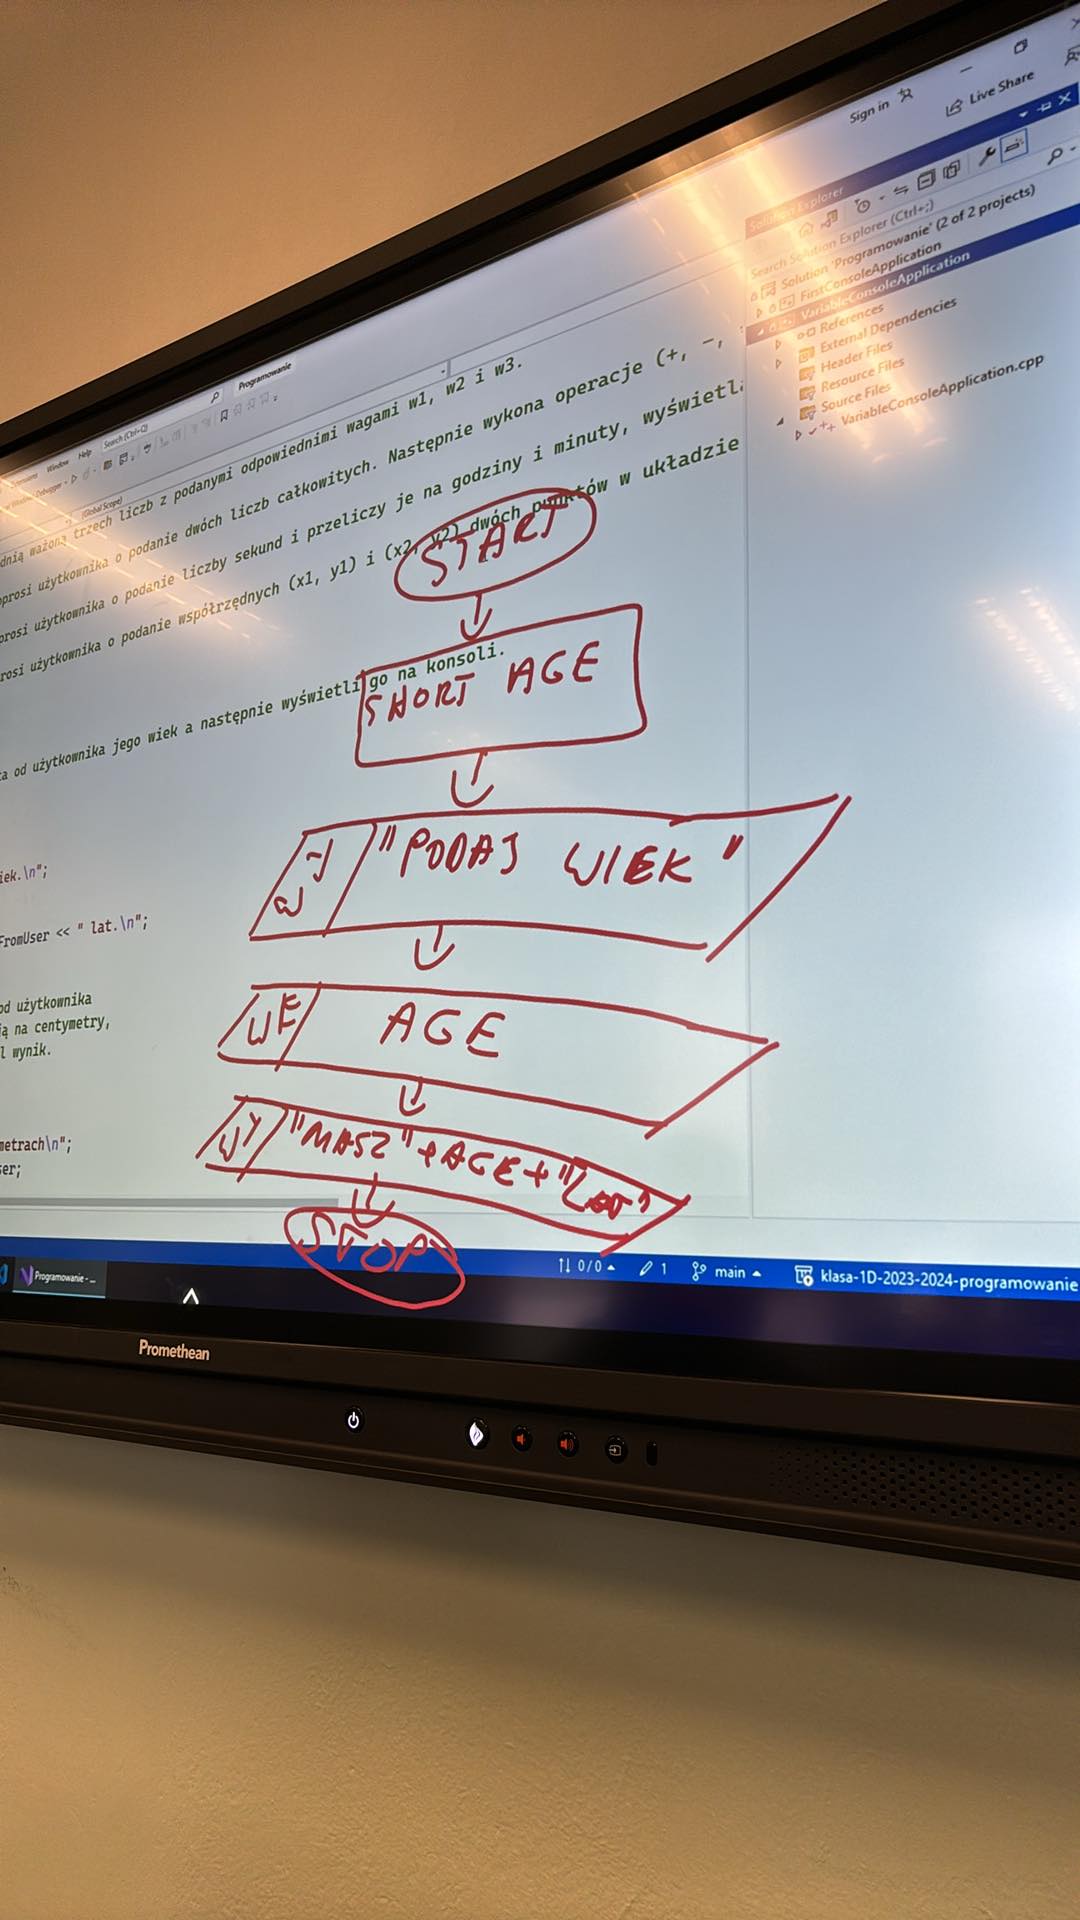 Sign in
Live Share
Solution Explorer
Search Solution Explorer (Ctrl+;)
Solution 'Programowanie' (2 of 2 projects)
FirstConsoleApplication
VariableConsoleApplication
References
External Dependencies
Header Files
Resource Files
Source Files
VariableConsoleApplication.cpp
Window Help Search (Ctrl+Q) Programowanie
(Global Scope)
dnią ważoną trzech liczb z podanymi odpowiednimi wagami w1, w2 i w3.
oprosi użytkownika o podanie dwóch liczb całkowitych. Następnie wykona operacje (+, -,
prosi użytkownika o podanie liczby sekund i przeliczy je na godziny i minuty, wyświetl
rosi użytkownika o podanie współrzędnych (x1, y1) i (x2, y2) dwóch punktów w układzie
ta od użytkownika jego wiek a następnie wyświetli go na konsoli.
iek.\n";
FromUser << " lat.\n";
od użytkownika
ją na centymetry,
l wynik.
metrach\n";
ser;
START
SHORT AGE
WY "PODAJ WIEK"
WE AGE
WY "MASZ"+AGE+"Lat"
STOP
Programowanie - ...
0/0
1
main
klasa-1D-2023-2024-programowanie
Promethean